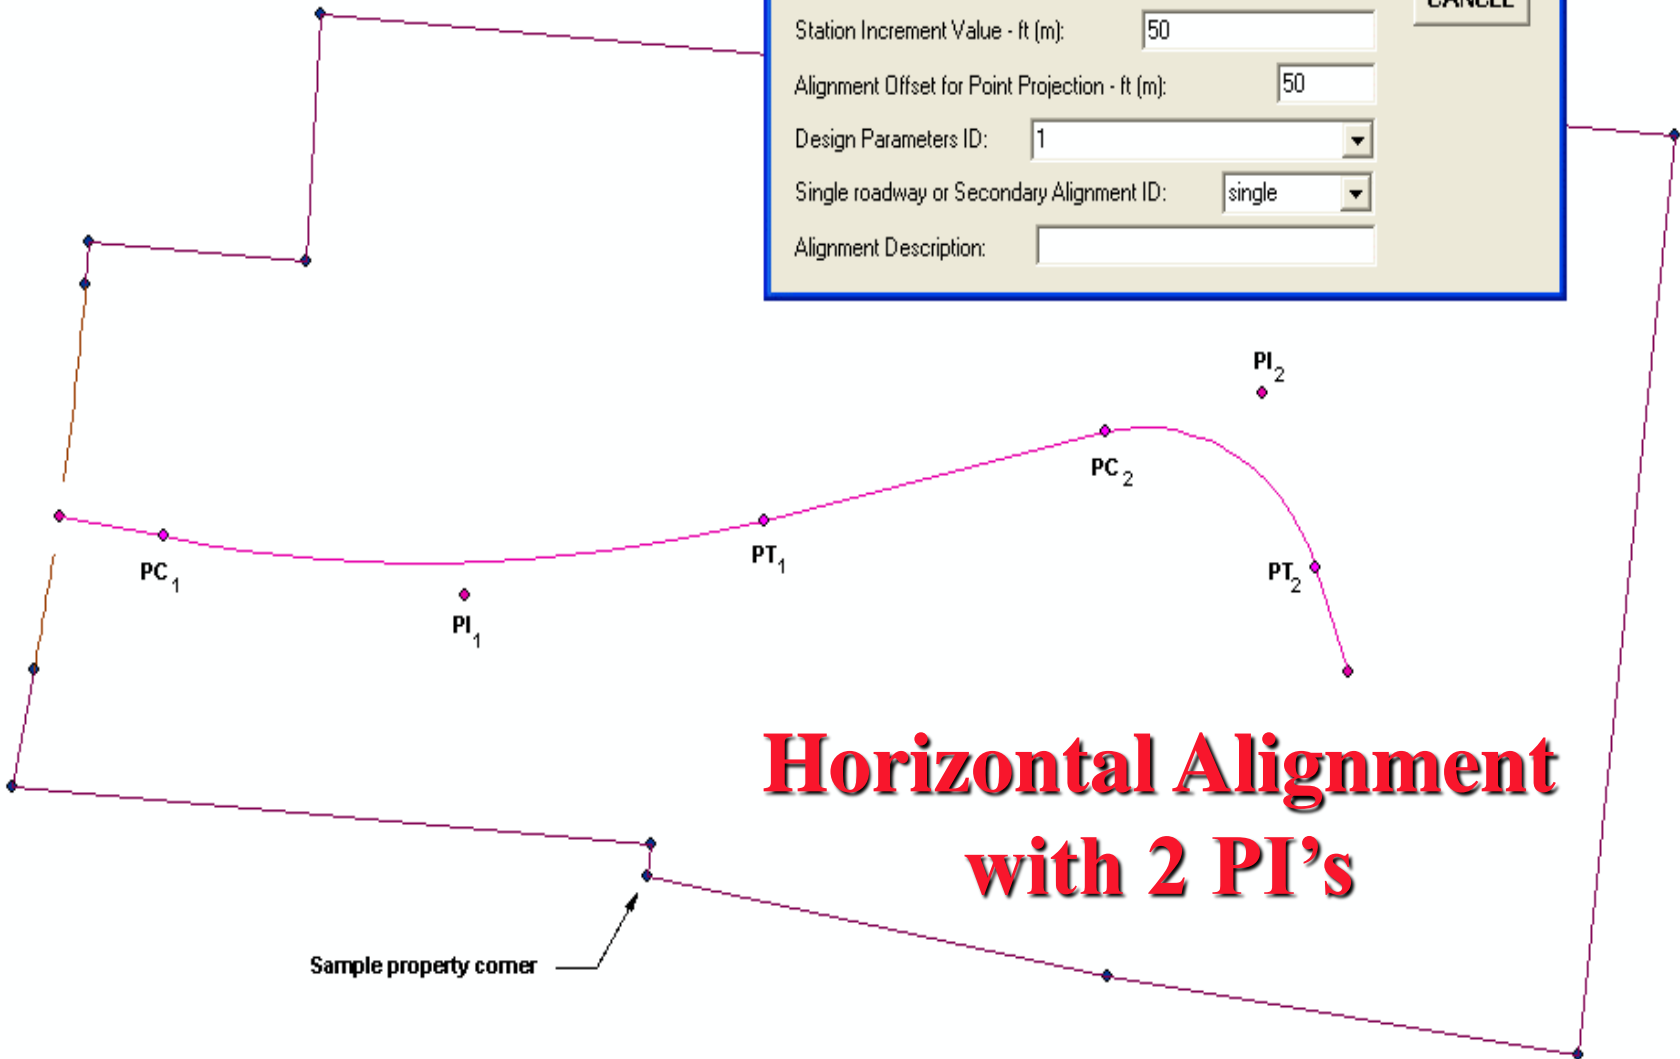 CANCEL
Station Increment Value - ft (m): 50
Alignment Offset for Point Projection - ft (m): 50
Design Parameters ID: 1
Single roadway or Secondary Alignment ID: single
Alignment Description:
PI2
PC2
PC1
PT1
PT2
PI1
Horizontal Alignment
with 2 PI’s
Sample property corner